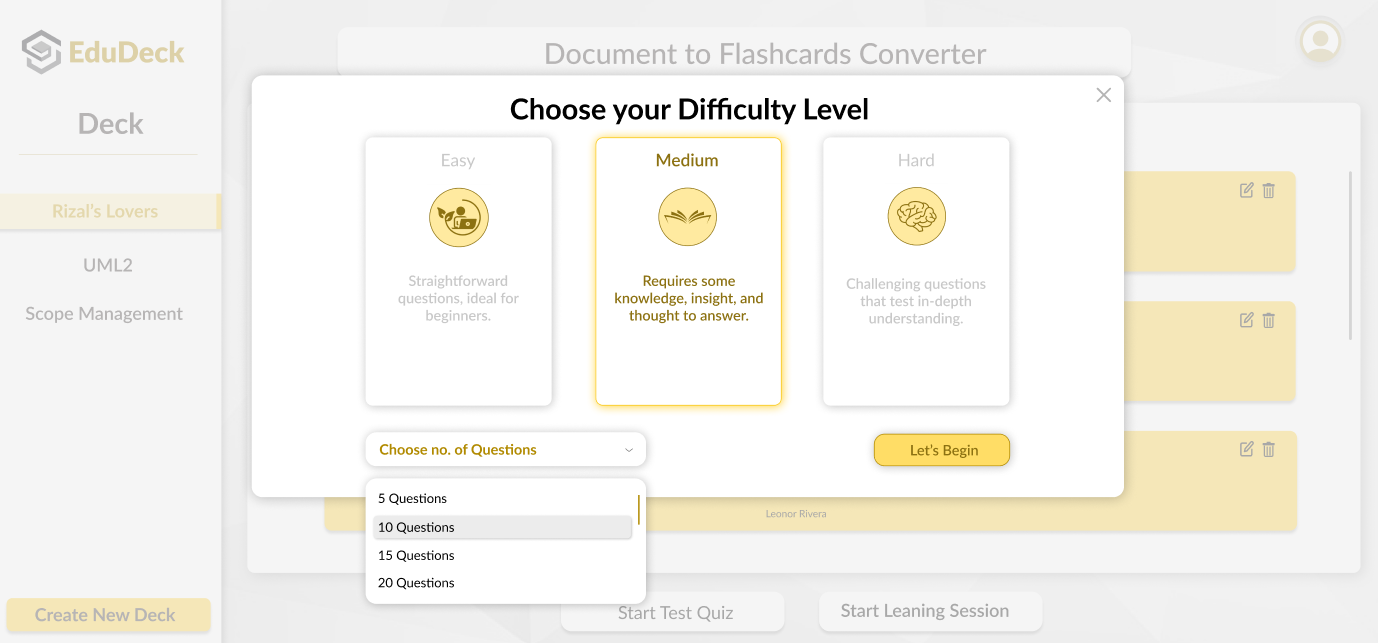 EduDeck
Deck
Rizal's Lovers
UML2
Scope Management
Create New Deck
Document to Flashcards Converter
Choose your Difficulty Level
Easy
Straightforward
questions, ideal for
beginners.
Medium
Requires some
knowledge, insight, and
thought to answer.
Hard
Challenging questions
that test in-depth
understanding.
Choose no. of Questions
Let's Begin
5 Questions
10 Questions
15 Questions
20 Questions
Leonor Rivera
Start Test Quiz
Start Leaning Session